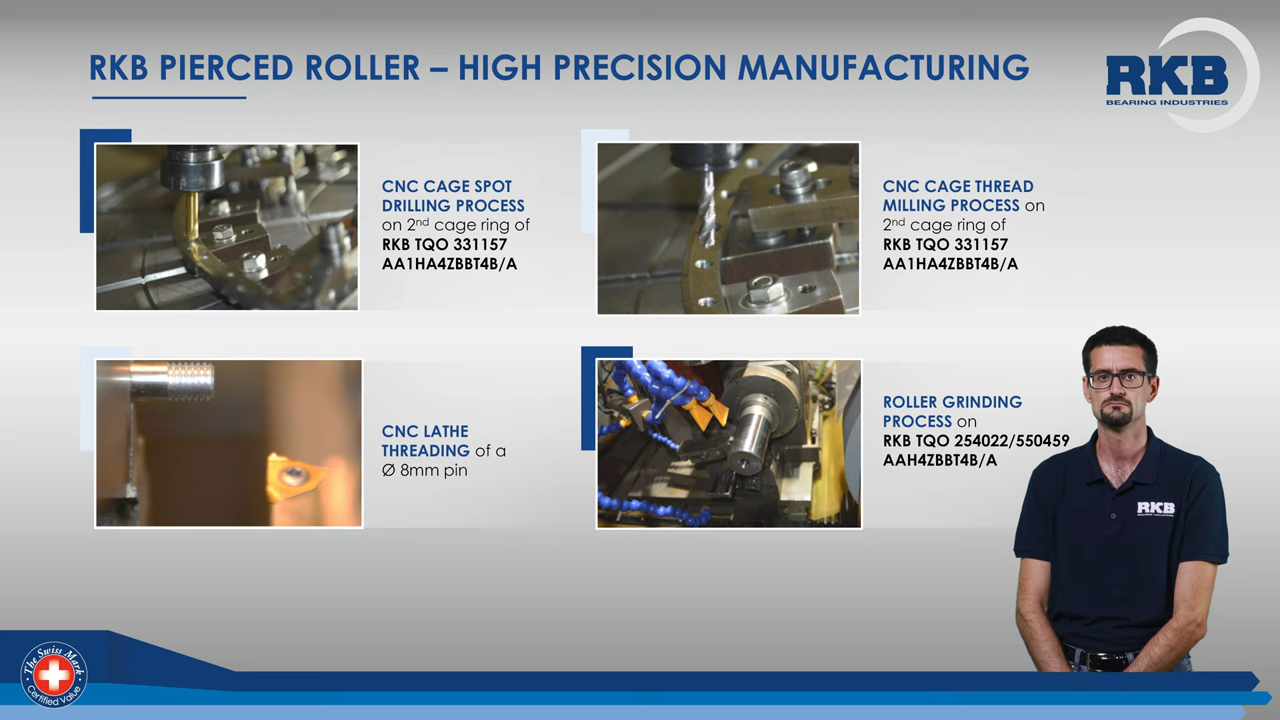 RKB PIERCED ROLLER – HIGH PRECISION MANUFACTURING
RKB
BEARING INDUSTRIES
CNC CAGE SPOT
DRILLING PROCESS
on 2nd cage ring of
RKB TQO 331157
AA1HA4ZBBT4B/A
CNC CAGE THREAD
MILLING PROCESS on
2nd cage ring of
RKB TQO 331157
AA1HA4ZBBT4B/A
CNC LATHE
THREADING of a
Ø 8mm pin
ROLLER GRINDING
PROCESS on
RKB TQO 254022/550459
AAH4ZBBT4B/A
RKB
The Swiss Mark
Certified Value